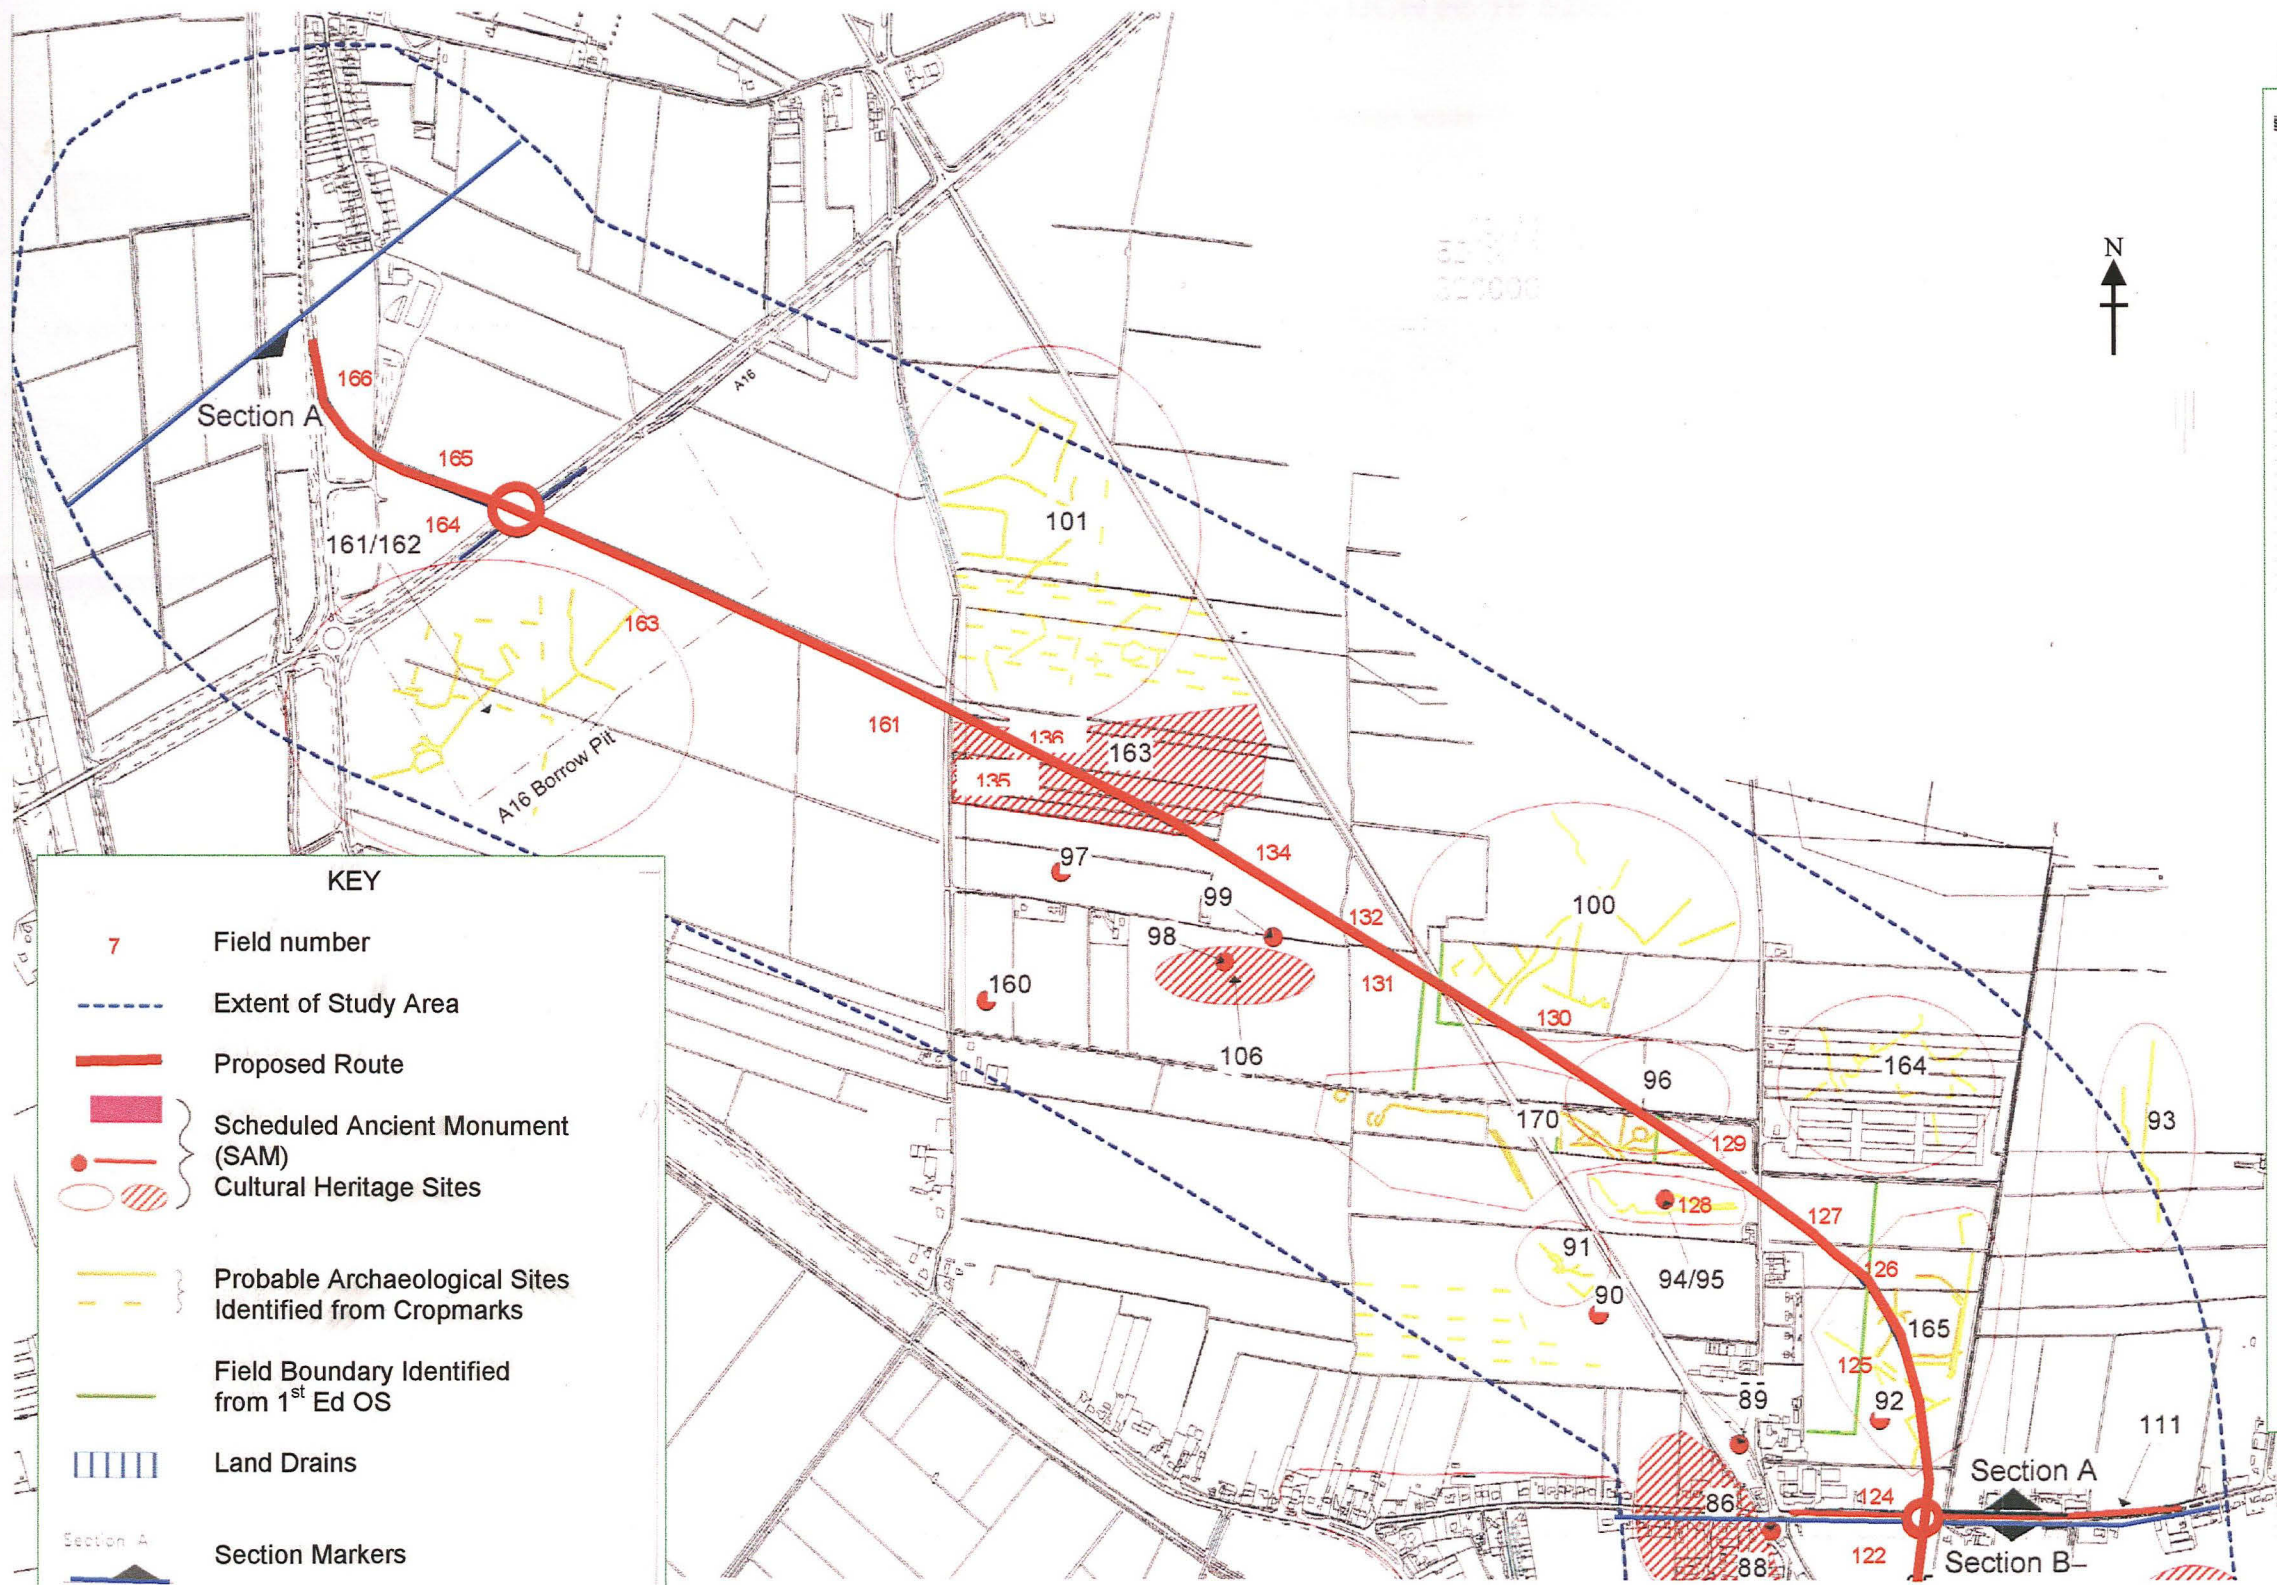 N
A16
166
Section A
165
164
161/162
101
163
161
136
163
135
A16 Borrow Pit
97
134
99
132
100
98
131
160
130
106
96
164
170
129
93
128
127
91
94/95
126
90
165
125
89
92
111
Section A
86
124
122
88
Section B
KEY
7
Field number
Extent of Study Area
Proposed Route
Scheduled Ancient Monument
(SAM)
Cultural Heritage Sites
Probable Archaeological Sites
Identified from Cropmarks
Field Boundary Identified
from 1st Ed OS
Land Drains
Section A
Section Markers